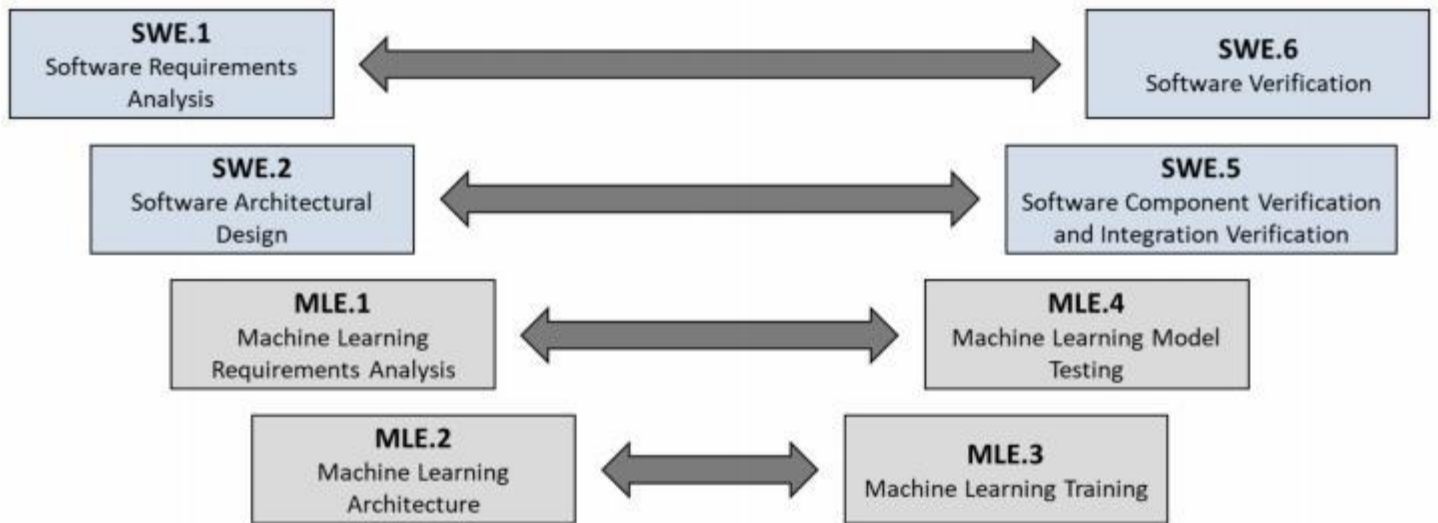 SWE.1
Software Requirements
Analysis
SWE.6
Software Verification
SWE.2
Software Architectural
Design
SWE.5
Software Component Verification
and Integration Verification
MLE.1
Machine Learning
Requirements Analysis
MLE.4
Machine Learning Model
Testing
MLE.2
Machine Learning
Architecture
MLE.3
Machine Learning Training